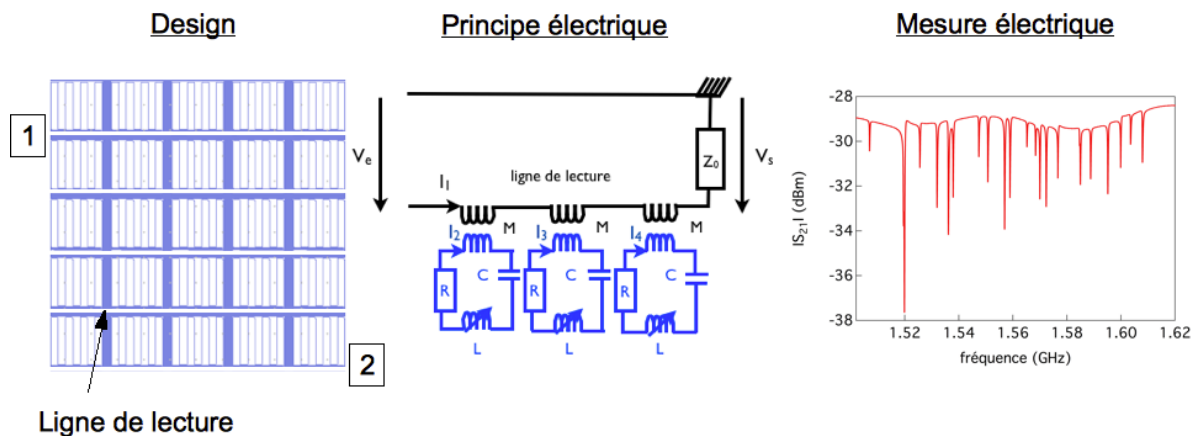 Design
1
2
Ligne de lecture
Principe électrique
Ve
I1
ligne de lecture
Z0
Vs
M
M
M
I2
I3
I4
R
C
R
C
R
C
L
L
L
Mesure électrique
IS21I (dBm)
-28
-30
-32
-34
-36
-38
1.52
1.54
1.56
1.58
1.60
1.62
fréquence (GHz)